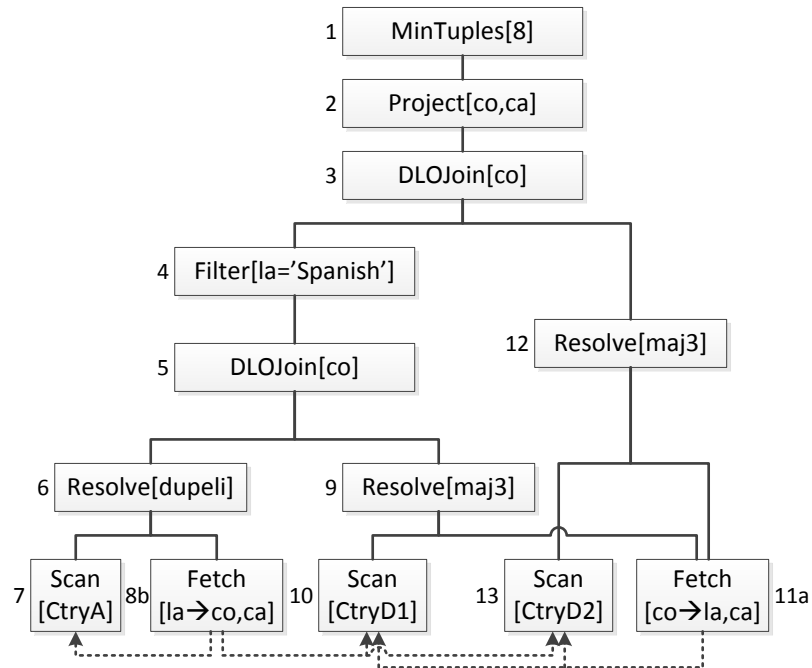 1 MinTuples[8]
2 Project[co,ca]
3 DLOJoin[co]
4 Filter[la=’Spanish’]
12 Resolve[maj3]
5 DLOJoin[co]
6 Resolve[dupeli]
9 Resolve[maj3]
7 Scan
[CtryA]
8b Fetch
[la→co,ca]
10 Scan
[CtryD1]
13 Scan
[CtryD2]
Fetch 11a
[co→la,ca]